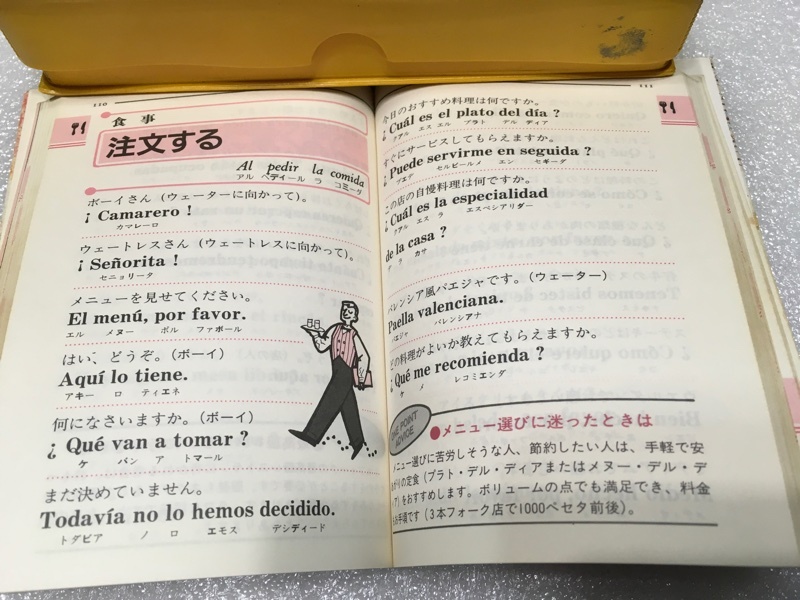 110
食事
注文する
Al pedir la comida
アル ペディール ラ コミーダ
ボーイさん（ウェーターに向かって）。
¡ Camarero !
カマレーロ
ウェートレスさん（ウェートレスに向かって）。
¡ Señorita !
セニョリータ
メニューを見せてください。
El menú, por favor.
エル メヌー ポル ファボール
はい、どうぞ。（ボーイ）
Aquí lo tiene.
アキー ロ ティエネ
何になさいますか。（ボーイ）
¿ Qué van a tomar ?
ケ バン ア トマール
まだ決めていません。
Todavía no lo hemos decidido.
トダビア ノ ロ エモス デシディード
111
今日のおすすめ料理は何ですか。
¿ Cuál es el plato del día ?
クアル エス エル プラト デル ディア
すぐにサービスしてもらえますか。
¿ Puede servirme en seguida ?
プエデ セルビールメ エン セギーダ
この店の自慢料理は何ですか。
¿ Cuál es la especialidad
クアル エス ラ エスペシアリダー
de la casa ?
デ ラ カサ
バレンシア風パエジャです。（ウェーター）
Paella valenciana.
パエジャ バレンシアナ
どの料理がよいか教えてもらえますか。
¿ Qué me recomienda ?
ケ メ レコミエンダ
ONE POINT
ADVICE
●メニュー選びに迷ったときは
メニュー選びに苦労しそうな人、節約したい人は、手軽で安
上がりの定食（プラト・デル・ディアまたはメヌー・デル・デ
ィア）をおすすめします。ボリュームの点でも満足でき、料金
もお手頃です（3本フォーク店で1000ペセタ前後）。